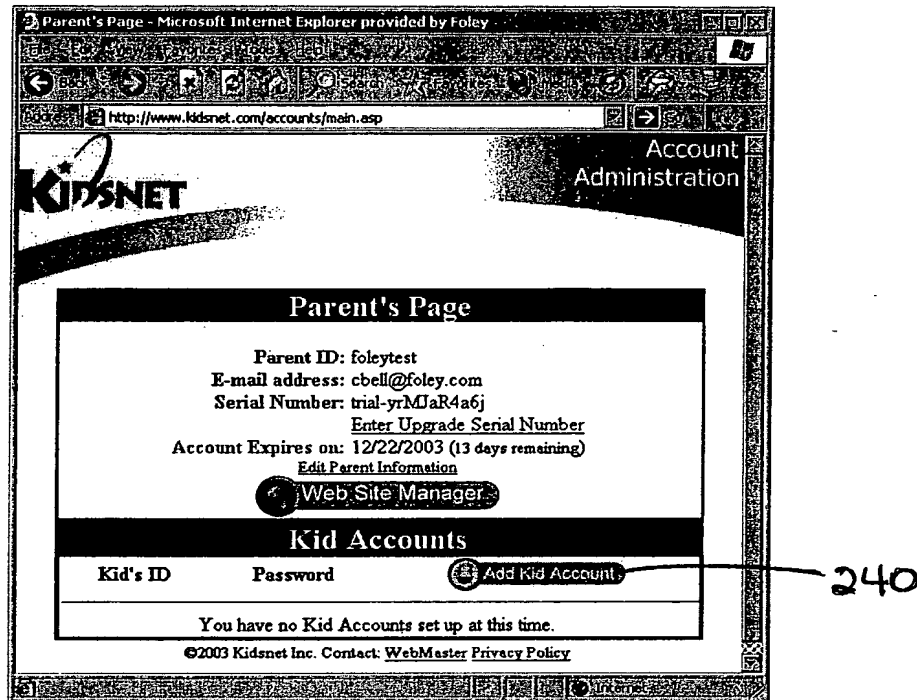 Parent's Page - Microsoft Internet Explorer provided by Foley
http://www.kidsnet.com/accounts/main.asp
KIDSNET
Account
Administration
Parent's Page
Parent ID: foleytest
E-mail address: cbell@foley.com
Serial Number: trial-yrMJaR4a6j
Enter Upgrade Serial Number
Account Expires on: 12/22/2003 (13 days remaining)
Edit Parent Information
Web Site Manager
Kid Accounts
Kid's ID Password Add Kid Account
240
You have no Kid Accounts set up at this time.
©2003 Kidsnet Inc. Contact: WebMaster Privacy Policy